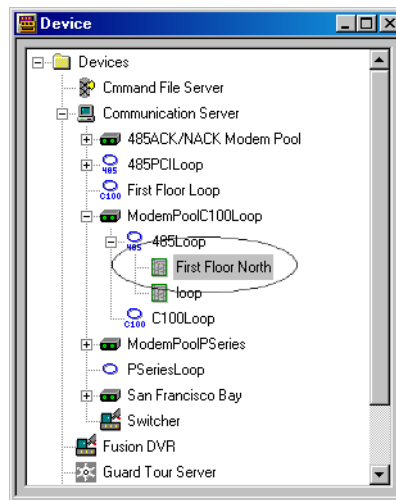 Device
Devices
Cmmand File Server
Communication Server
485ACK/NACK Modem Pool
485 485PCILoop
C100 First Floor Loop
ModemPoolC100Loop
485 485Loop
First Floor North
loop
C100 C100Loop
ModemPoolPSeries
PSeriesLoop
San Francisco Bay
Switcher
Fusion DVR
Guard Tour Server